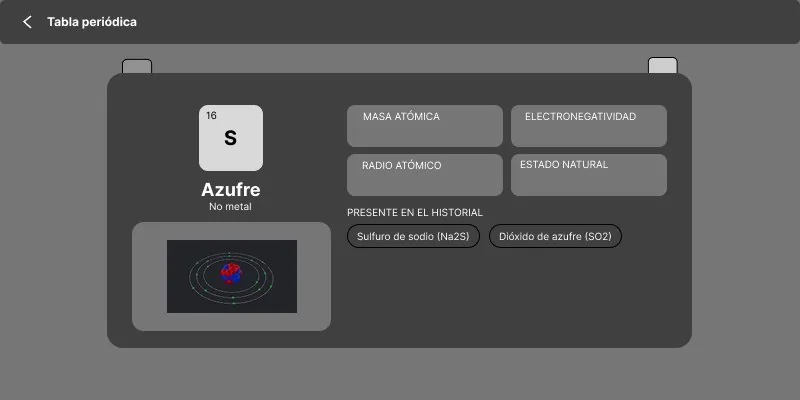 Tabla periódica
16
S
Azufre
No metal
MASA ATÓMICA
ELECTRONEGATIVIDAD
RADIO ATÓMICO
ESTADO NATURAL
PRESENTE EN EL HISTORIAL
Sulfuro de sodio (Na2S)
Dióxido de azufre (SO2)